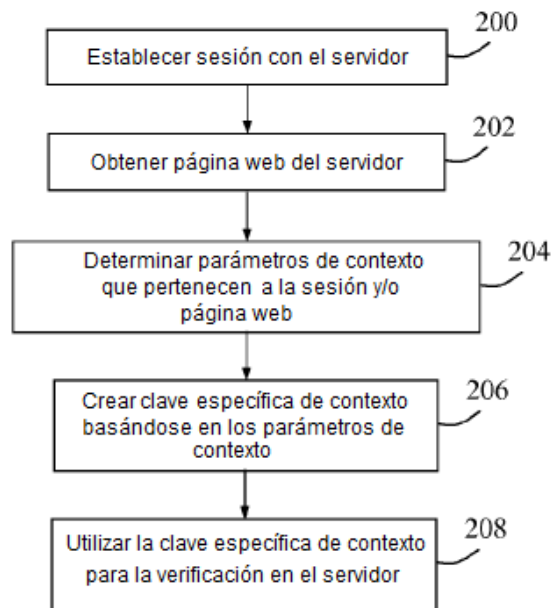 200
Establecer sesión con el servidor
202
Obtener página web del servidor
204
Determinar parámetros de contexto
que pertenecen a la sesión y/o
página web
206
Crear clave específica de contexto
basándose en los parámetros de
contexto
208
Utilizar la clave específica de contexto
para la verificación en el servidor